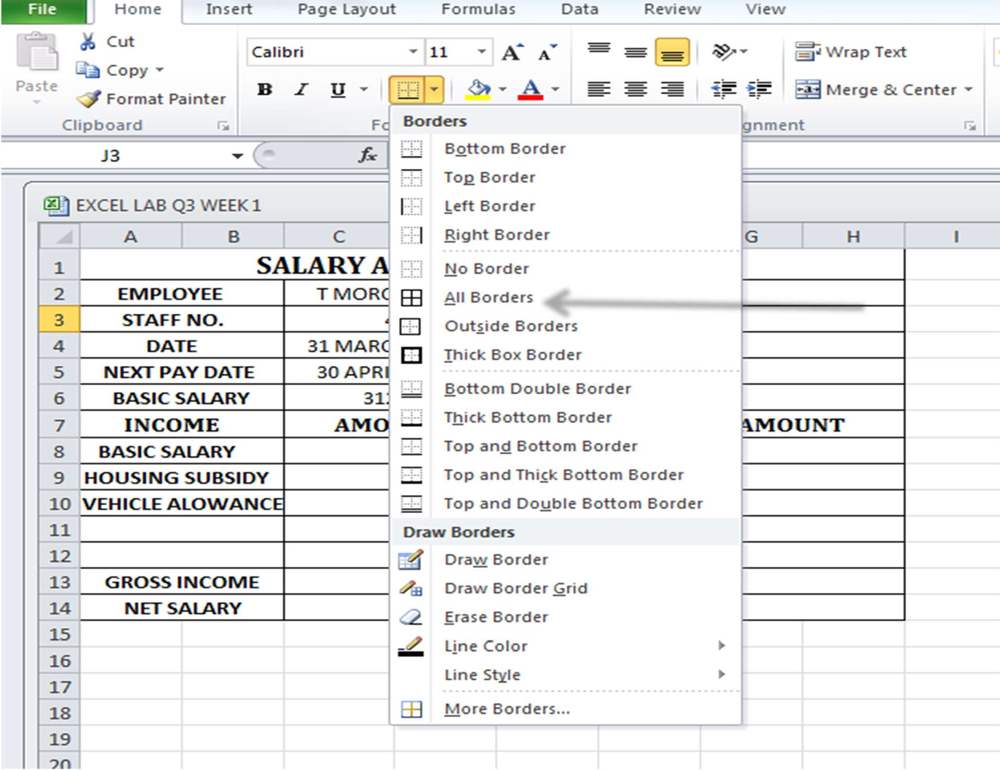 File Home Insert Page Layout Formulas Data Review View
Cut
Copy
Paste
Format Painter
Clipboard
Calibri 11
B I U
Wrap Text
Merge & Center
Borders
Bottom Border
Top Border
Left Border
Right Border
No Border
All Borders
Outside Borders
Thick Box Border
Bottom Double Border
Thick Bottom Border
Top and Bottom Border
Top and Thick Bottom Border
Top and Double Bottom Border
Draw Borders
Draw Border
Draw Border Grid
Erase Border
Line Color
Line Style
More Borders...
J3 fx
EXCEL LAB Q3 WEEK 1
A B C G H I
1 SALARY A
2 EMPLOYEE T MORO
3 STAFF NO.
4 DATE 31 MARC
5 NEXT PAY DATE 30 APRI
6 BASIC SALARY 312
7 INCOME AMO AMOUNT
8 BASIC SALARY
9 HOUSING SUBSIDY
10 VEHICLE ALOWANCE
11
12
13 GROSS INCOME
14 NET SALARY
15
16
17
18
19
20